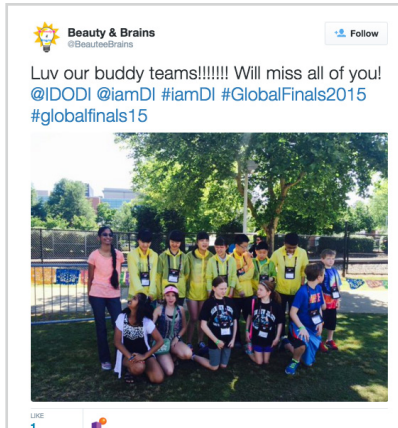 Beauty & Brains
@BeauteeBrains
Follow
Luv our buddy teams!!!!!!! Will miss all of you!
@IDODI @iamDI #iamDI #GlobalFinals2015
#globalfinals15
LIKE
1